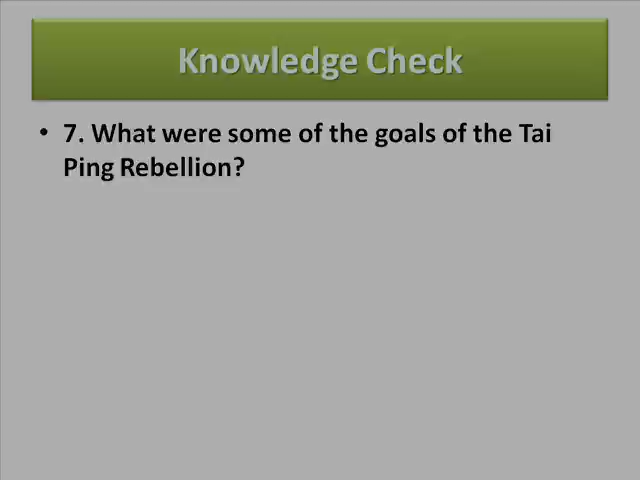 Knowledge Check
• 7. What were some of the goals of the Tai
Ping Rebellion?